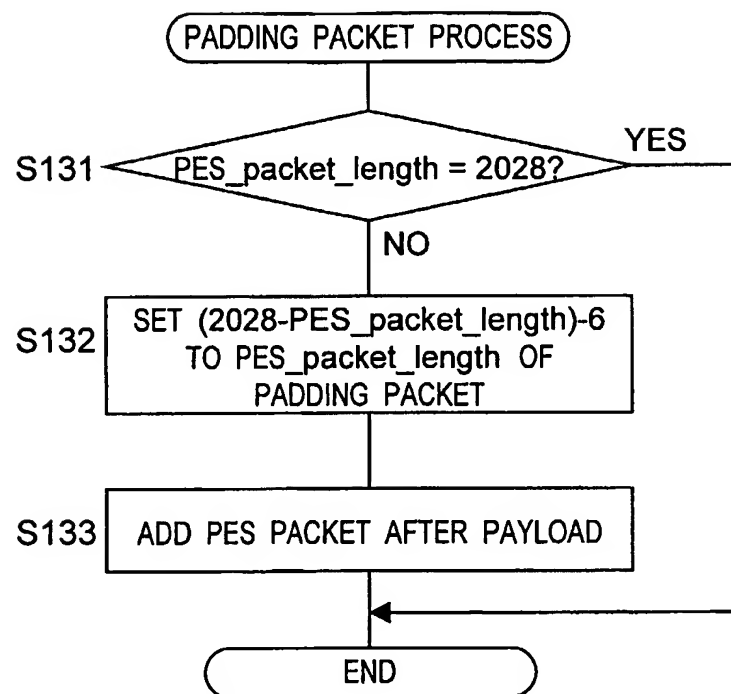 PADDING PACKET PROCESS
YES
S131
PES_packet_length = 2028?
NO
S132
SET (2028-PES_packet_length)-6
TO PES_packet_length OF
PADDING PACKET
S133
ADD PES PACKET AFTER PAYLOAD
END